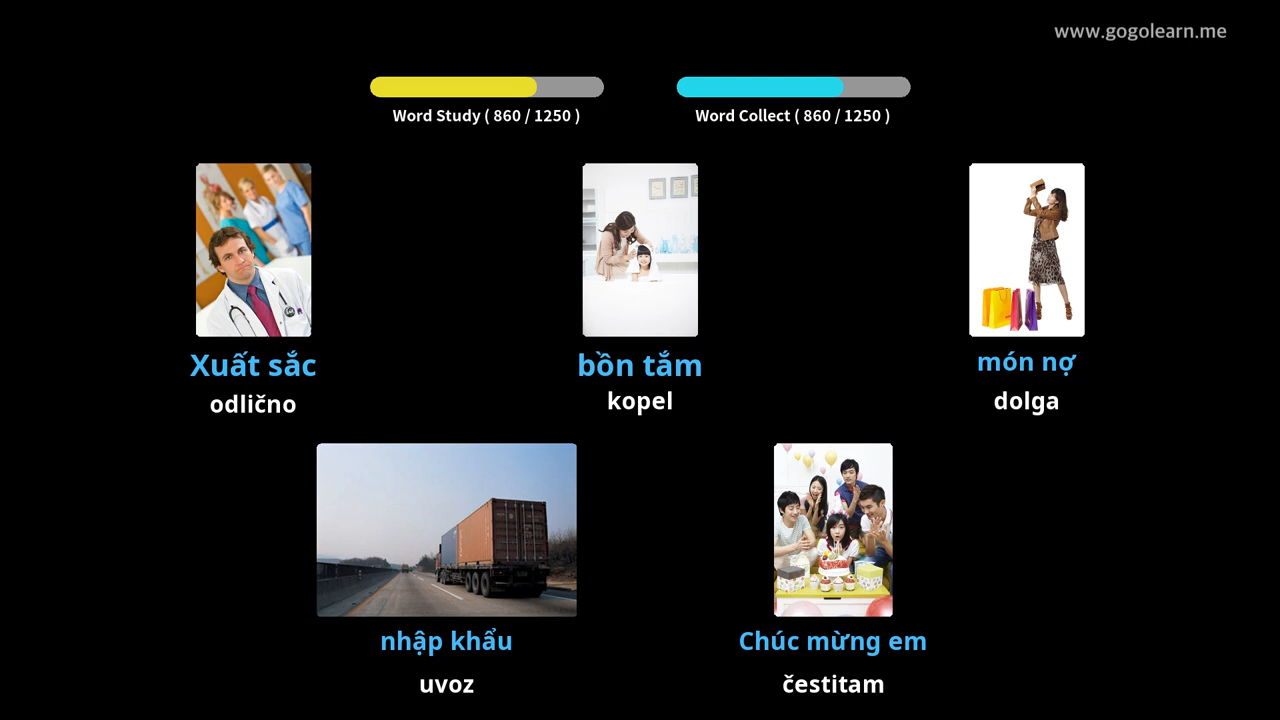 www.gogolearn.me
Word Study ( 860 / 1250 )
Word Collect ( 860 / 1250 )
Xuất sắc
odlično
bồn tắm
kopel
món nợ
dolga
nhập khẩu
uvoz
Chúc mừng em
čestitam